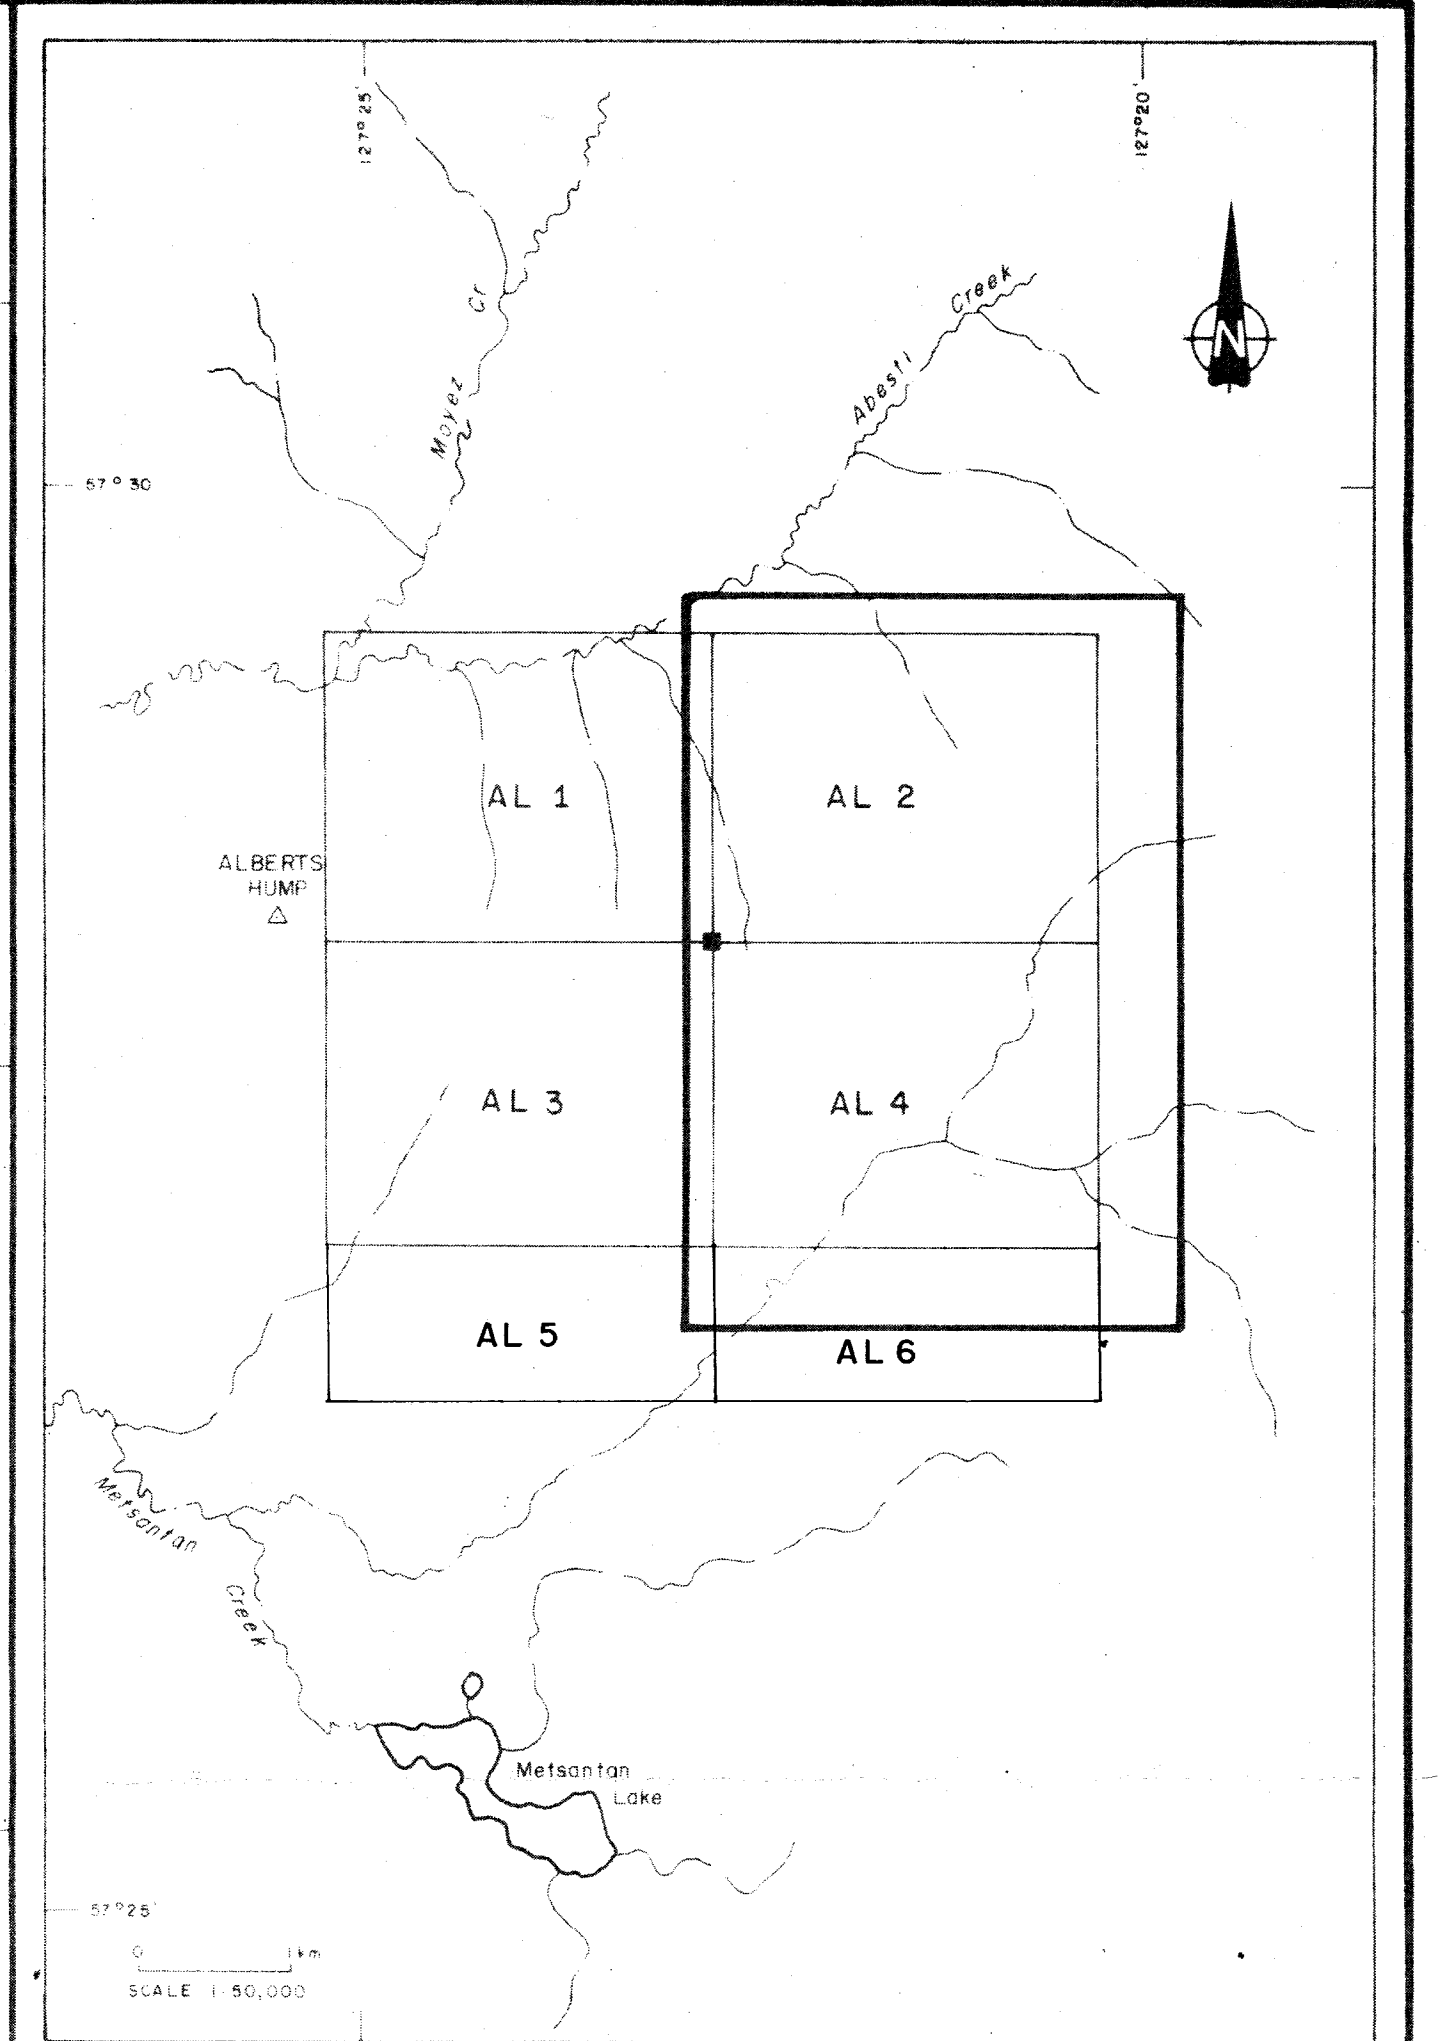 127° 25'
127° 20'
N
Moyez Cr
Abesti Creek
57° 30
AL 1
AL 2
ALBERTS
HUMP
AL 3
AL 4
AL 5
AL 6
Metsantan
Creek
Metsantan
Lake
57° 25'
0 1 km
SCALE 1:50,000